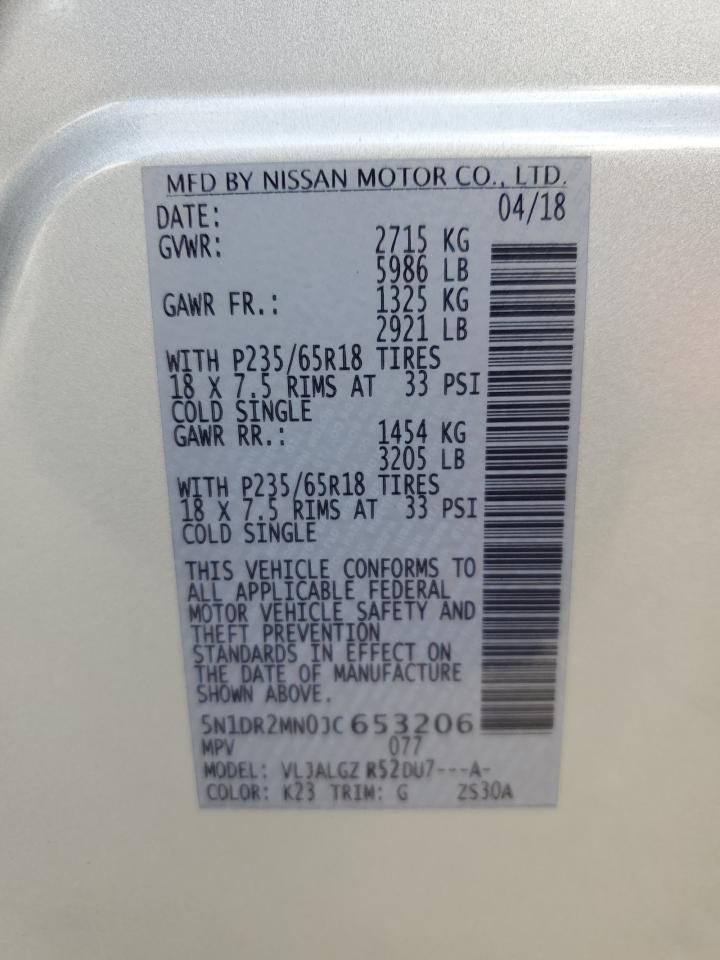 MFD BY NISSAN MOTOR CO., LTD.
DATE: 04/18
GVWR: 2715 KG
5986 LB
GAWR FR.: 1325 KG
2921 LB
WITH P235/65R18 TIRES
18 X 7.5 RIMS AT 33 PSI
COLD SINGLE
GAWR RR.: 1454 KG
3205 LB
WITH P235/65R18 TIRES
18 X 7.5 RIMS AT 33 PSI
COLD SINGLE
THIS VEHICLE CONFORMS TO
ALL APPLICABLE FEDERAL
MOTOR VEHICLE SAFETY AND
THEFT PREVENTION
STANDARDS IN EFFECT ON
THE DATE OF MANUFACTURE
SHOWN ABOVE.
5N1DR2MN0JC653206
MPV 077
MODEL: VLJALGZ R52DU7---A-
COLOR: K23 TRIM: G ZS30A